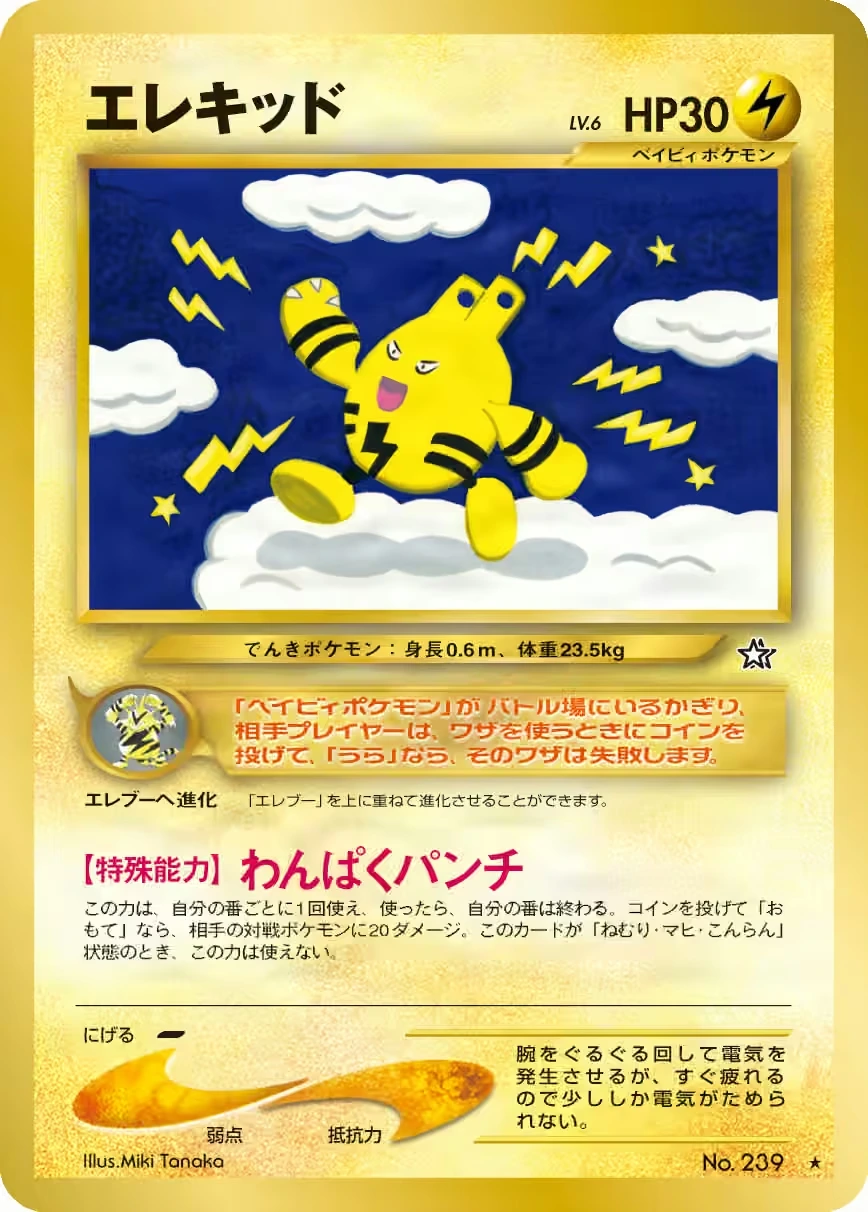 エレキッド
LV.6 HP30
ベイビィポケモン
でんきポケモン：身長0.6m、体重23.5kg
「ベイビィポケモン」が バトル場にいるかぎり、
相手プレイヤーは、ワザを使うときにコインを
投げて、「うら」なら、そのワザは失敗します。
エレブーへ進化 「エレブー」を上に重ねて進化させることができます。
【特殊能力】わんぱくパンチ
この力は、自分の番ごとに1回使え、使ったら、自分の番は終わる。コインを投げて「お
もて」なら、相手の対戦ポケモンに20ダメージ。このカードが「ねむり・マヒ・こんらん」
状態のとき、この力は使えない。
にげる
弱点
抵抗力
腕をぐるぐる回して電気を
発生させるが、すぐ疲れる
ので少ししか電気がためら
れない。
Illus.Miki Tanaka
No. 239 ★